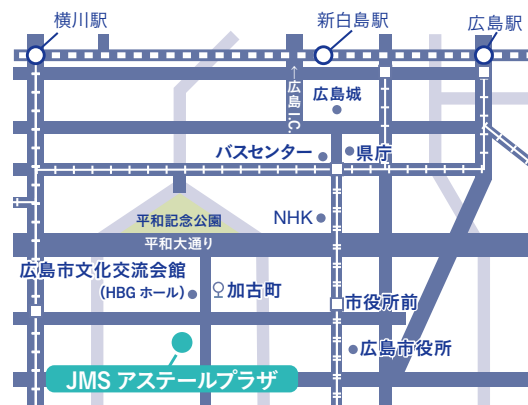 横川駅
新白島駅
広島駅
←広島I.C.
広島城
バスセンター
県庁
平和記念公園
NHK
平和大通り
広島市文化交流会館
(HBG ホール)
加古町
市役所前
広島市役所
JMS アステールプラザ